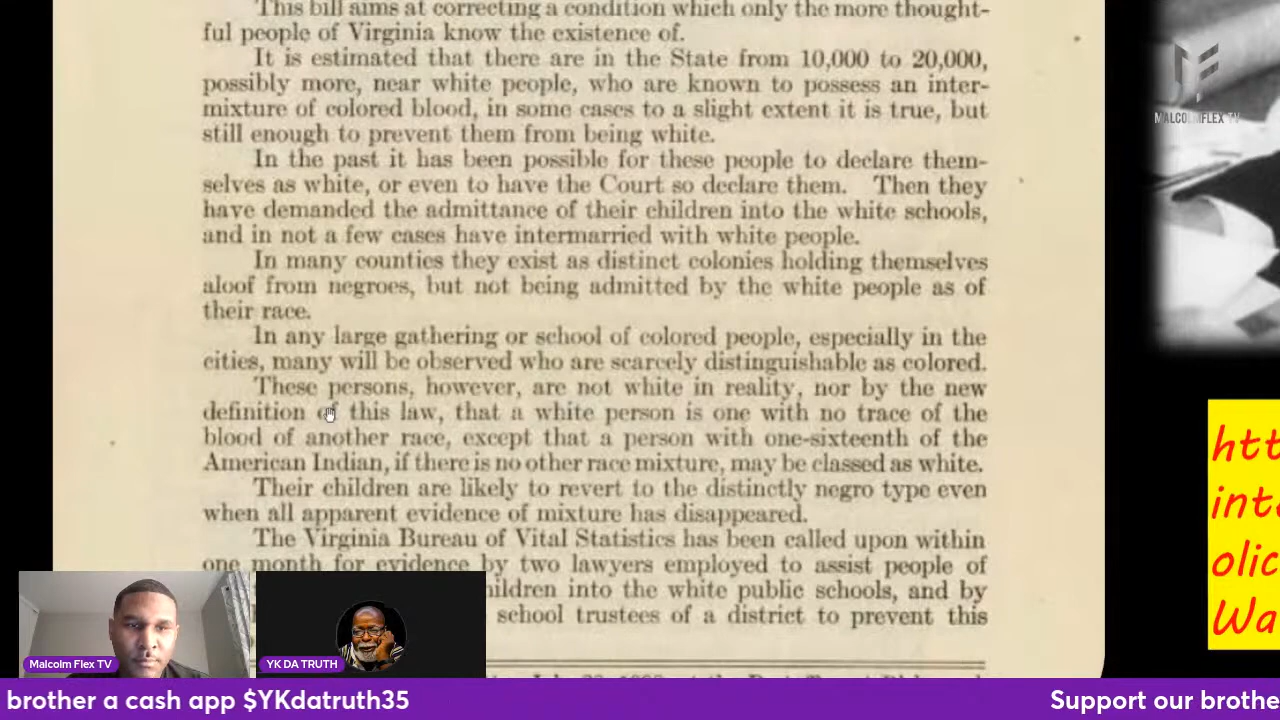 This bill aims at correcting a condition which only the more thought-
ful people of Virginia know the existence of.
It is estimated that there are in the State from 10,000 to 20,000,
possibly more, near white people, who are known to possess an inter-
mixture of colored blood, in some cases to a slight extent it is true, but
still enough to prevent them from being white.
In the past it has been possible for these people to declare them-
selves as white, or even to have the Court so declare them. Then they
have demanded the admittance of their children into the white schools,
and in not a few cases have intermarried with white people.
In many counties they exist as distinct colonies holding themselves
aloof from negroes, but not being admitted by the white people as of
their race.
In any large gathering or school of colored people, especially in the
cities, many will be observed who are scarcely distinguishable as colored.
These persons, however, are not white in reality, nor by the new
definition of this law, that a white person is one with no trace of the
blood of another race, except that a person with one-sixteenth of the
American Indian, if there is no other race mixture, may be classed as white.
Their children are likely to revert to the distinctly negro type even
when all apparent evidence of mixture has disappeared.
The Virginia Bureau of Vital Statistics has been called upon within
one month for evidence by two lawyers employed to assist people of
ildren into the white public schools, and by
school trustees of a district to prevent this
MALCOLMFLEX TV
htt
int
olic
Wa
Malcolm Flex TV
YK DA TRUTH
brother a cash app $YKdatruth35
Support our brothe